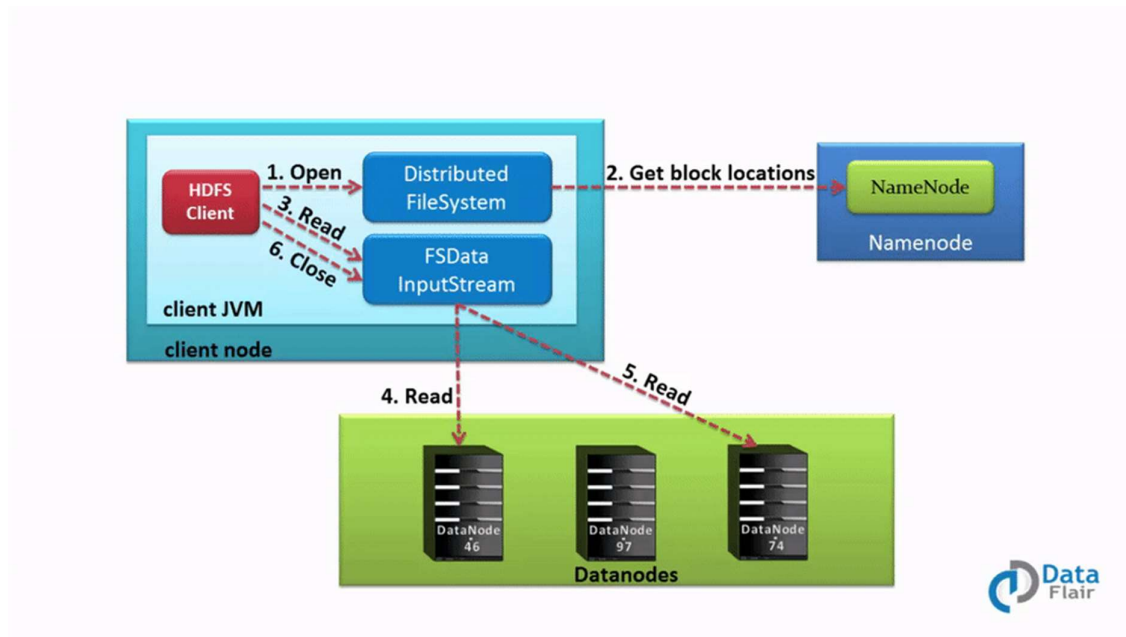 1. Open
Distributed
FileSystem
2. Get block locations
NameNode
Namenode
HDFS
Client
3. Read
6. Close
FSData
InputStream
client JVM
client node
4. Read
5. Read
DataNode
46
DataNode
97
DataNode
74
Datanodes
Data
Flair